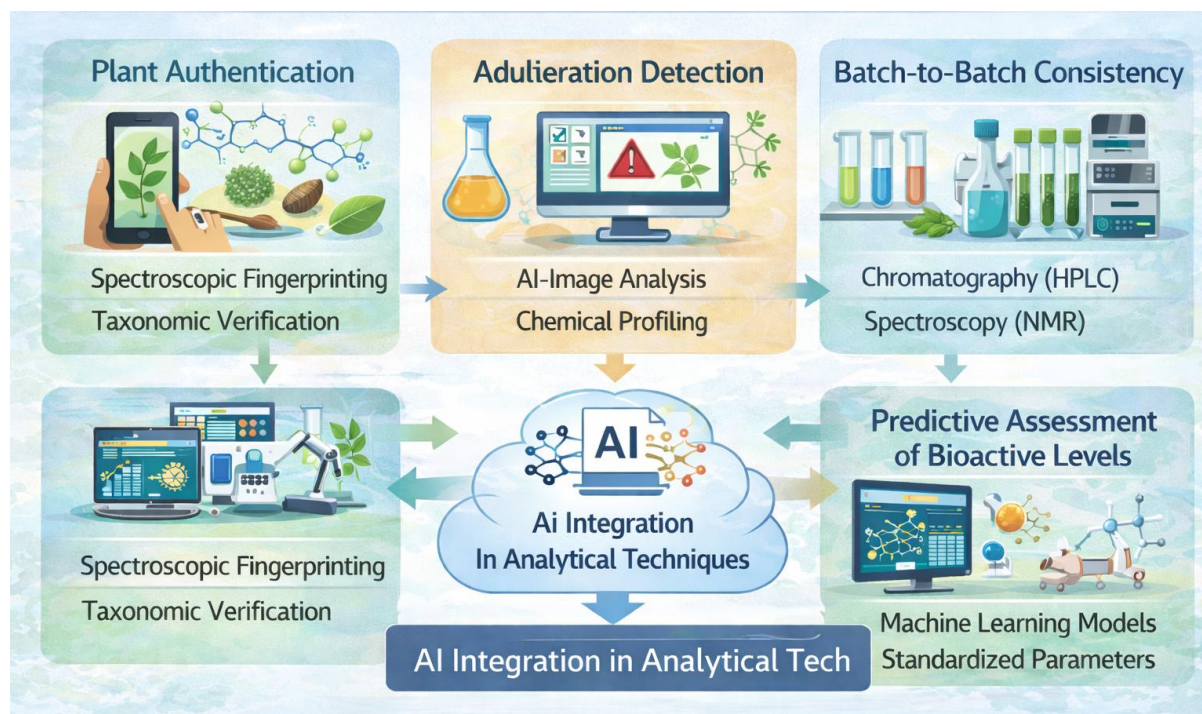 Plant Authentication
Spectroscopic Fingerprinting
Taxonomic Verification
Adulieration Detection
AI-Image Analysis
Chemical Profiling
Batch-to-Batch Consistency
Chromatography (HPLC)
Spectroscopy (NMR)
Spectroscopic Fingerprinting
Taxonomic Verification
AI
Ai Integration
In Analytical Techniques
Predictive Assessment
of Bioactive Levels
Machine Learning Models
Standardized Parameters
AI Integration in Analytical Tech